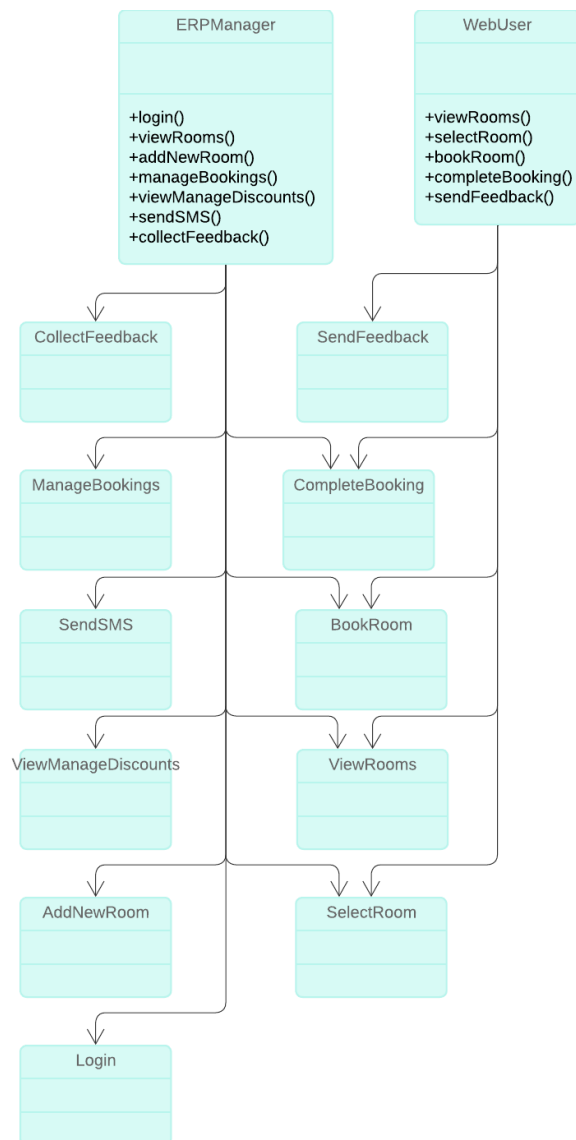 ERPManager
+login()
+viewRooms()
+addNewRoom()
+manageBookings()
+viewManageDiscounts()
+sendSMS()
+collectFeedback()
WebUser
+viewRooms()
+selectRoom()
+bookRoom()
+completeBooking()
+sendFeedback()
CollectFeedback
SendFeedback
ManageBookings
CompleteBooking
SendSMS
BookRoom
ViewManageDiscounts
ViewRooms
AddNewRoom
SelectRoom
Login